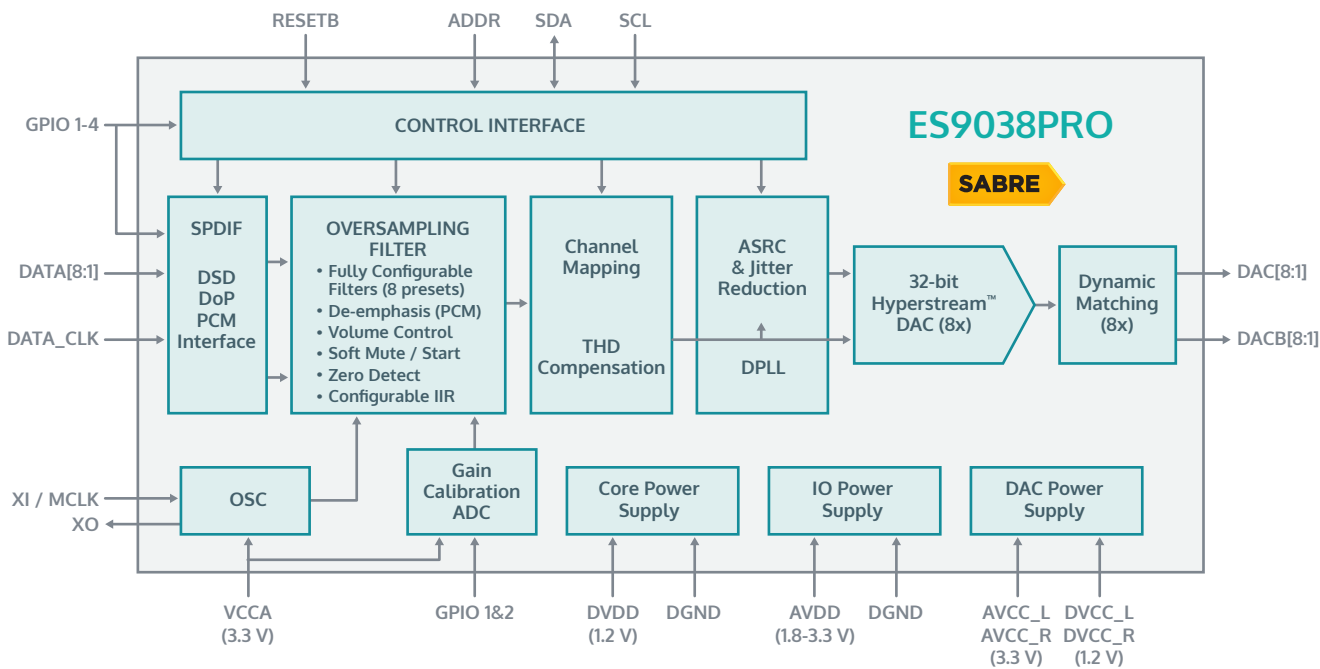 RESETB
ADDR
SDA
SCL
GPIO 1-4
CONTROL INTERFACE
ES9038PRO
SABRE
SPDIF
DSD
DoP
PCM
Interface
DATA[8:1]
DATA_CLK
OVERSAMPLING
FILTER
• Fully Configurable
Filters (8 presets)
• De-emphasis (PCM)
• Volume Control
• Soft Mute / Start
• Zero Detect
• Configurable IIR
Channel
Mapping
THD
Compensation
ASRC
& Jitter
Reduction
DPLL
32-bit
Hyperstream™
DAC (8x)
Dynamic
Matching
(8x)
DAC[8:1]
DACB[8:1]
XI / MCLK
XO
OSC
Gain
Calibration
ADC
Core Power
Supply
IO Power
Supply
DAC Power
Supply
VCCA
(3.3 V)
GPIO 1&2
DVDD
(1.2 V)
DGND
AVDD
(1.8-3.3 V)
DGND
AVCC_L
AVCC_R
(3.3 V)
DVCC_L
DVCC_R
(1.2 V)